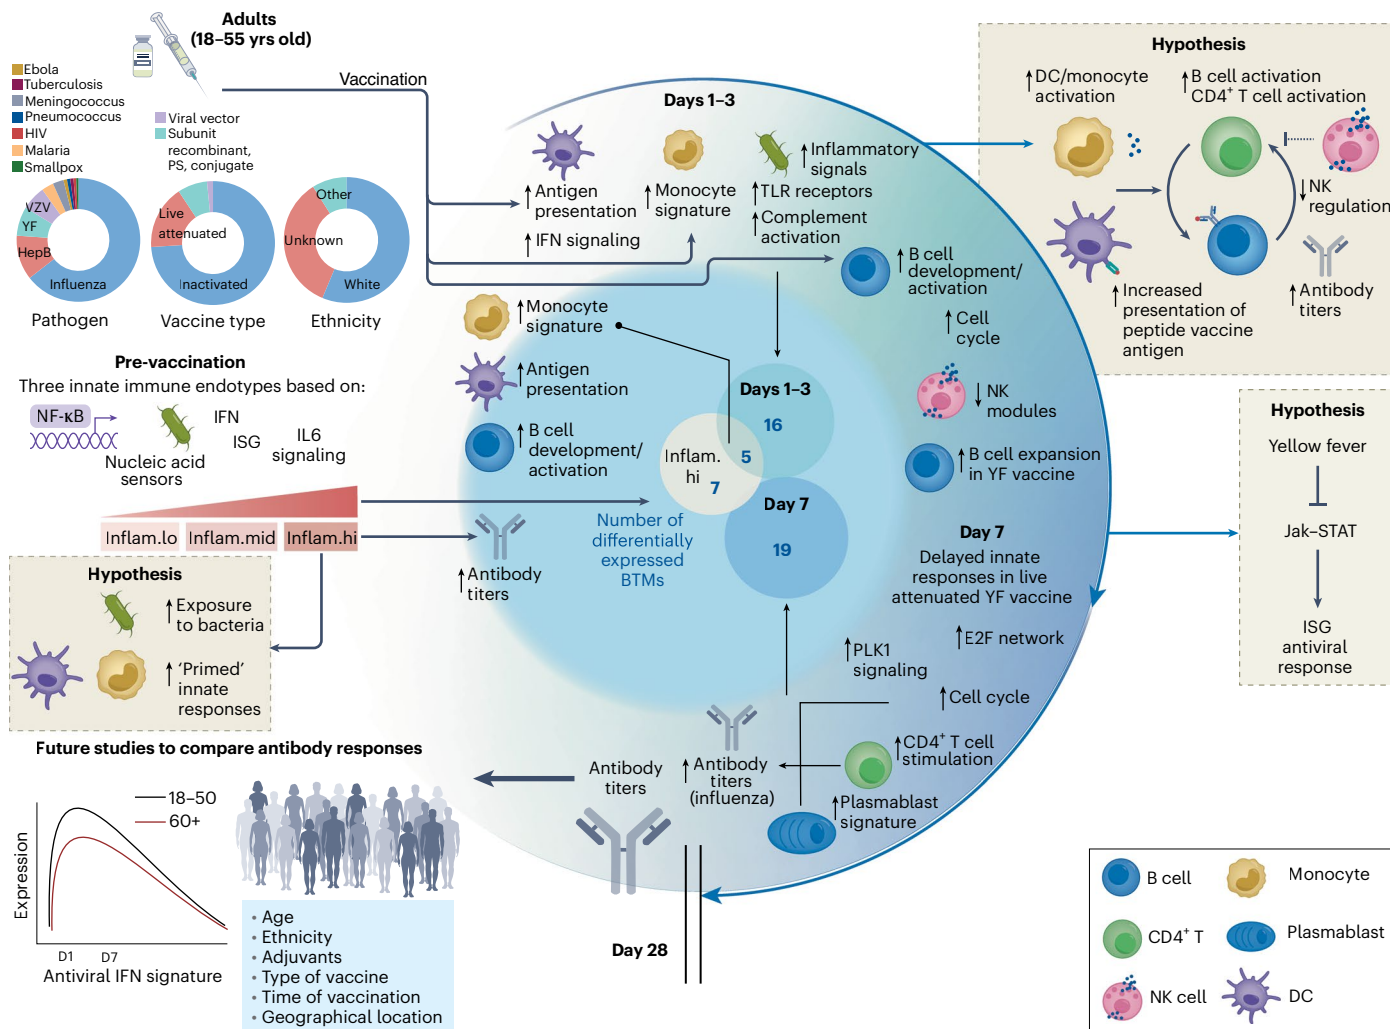 Adults
(18–55 yrs old)
Ebola
Tuberculosis
Meningococcus
Pneumococcus
HIV
Malaria
Smallpox
Viral vector
Subunit
recombinant,
PS, conjugate
Vaccination
VZV
YF
HepB
Influenza
Pathogen
Live
attenuated
Inactivated
Vaccine type
Other
Unknown
White
Ethnicity
Days 1–3
Antigen
presentation
IFN signaling
Monocyte
signature
Inflammatory
signals
TLR receptors
Complement
activation
B cell
development/
activation
Cell
cycle
NK
modules
B cell expansion
in YF vaccine
Day 7
Delayed innate
responses in live
attenuated YF vaccine
E2F network
PLK1
signaling
Cell cycle
CD4⁺ T cell
stimulation
Plasmablast
signature
Antibody
titers
(influenza)
Antibody
titers
Day 28
Monocyte
signature
Antigen
presentation
B cell
development/
activation
Antibody
titers
Days 1–3
16
5
Inflam.
hi
7
Day 7
19
Number of
differentially
expressed
BTMs
Pre-vaccination
Three innate immune endotypes based on:
NF-κB
Nucleic acid
sensors
IFN
ISG
IL6
signaling
Inflam.lo
Inflam.mid
Inflam.hi
Hypothesis
Exposure
to bacteria
‘Primed’
innate
responses
Future studies to compare antibody responses
18–50
60+
Expression
D1
D7
Antiviral IFN signature
• Age
• Ethnicity
• Adjuvants
• Type of vaccine
• Time of vaccination
• Geographical location
Hypothesis
DC/monocyte
activation
B cell activation
CD4⁺ T cell activation
NK
regulation
Increased
presentation of
peptide vaccine
antigen
Antibody
titers
Hypothesis
Yellow fever
Jak–STAT
ISG
antiviral
response
B cell
Monocyte
CD4⁺ T
Plasmablast
NK cell
DC